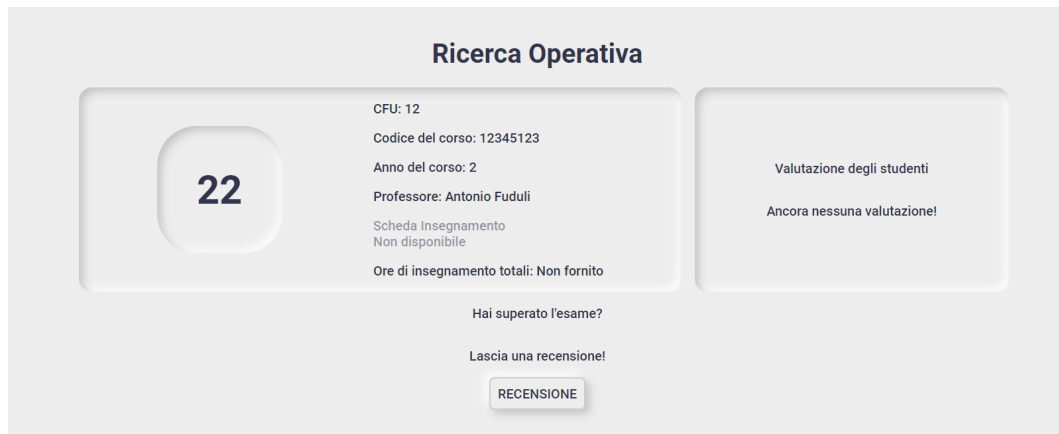 Ricerca Operativa
22
CFU: 12
Codice del corso: 12345123
Anno del corso: 2
Professore: Antonio Fuduli
Scheda Insegnamento
Non disponibile
Ore di insegnamento totali: Non fornito
Valutazione degli studenti
Ancora nessuna valutazione!
Hai superato l'esame?
Lascia una recensione!
RECENSIONE